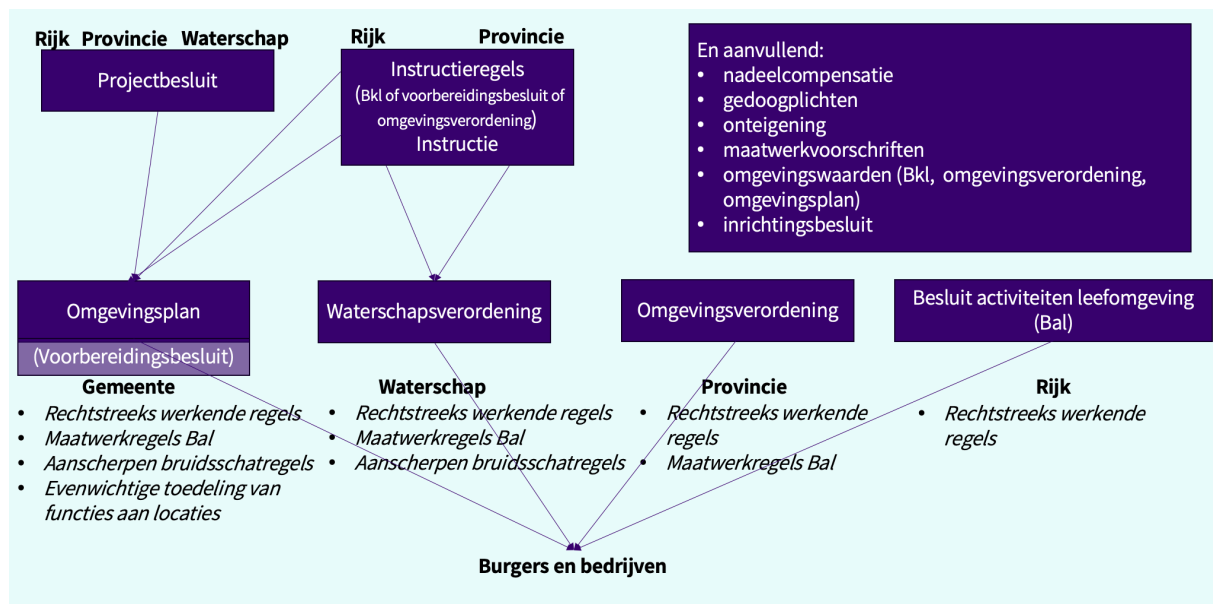 Rijk Provincie Waterschap
Projectbesluit
Rijk Provincie
Instructieregels
(Bkl of voorbereidingsbesluit of
omgevingsverordening)
Instructie
En aanvullend:
• nadeelcompensatie
• gedoogplichten
• onteigening
• maatwerkvoorschriften
• omgevingswaarden (Bkl, omgevingsverordening,
omgevingsplan)
• inrichtingsbesluit
Omgevingsplan
(Voorbereidingsbesluit)
Gemeente
• Rechtstreeks werkende regels
• Maatwerkregels Bal
• Aanscherpen bruidsschatregels
• Evenwichtige toedeling van
functies aan locaties
Waterschapsverordening
Waterschap
• Rechtstreeks werkende regels
• Maatwerkregels Bal
• Aanscherpen bruidsschatregels
Omgevingsverordening
Provincie
• Rechtstreeks werkende
regels
• Maatwerkregels Bal
Besluit activiteiten leefomgeving
(Bal)
Rijk
• Rechtstreeks werkende
regels
Burgers en bedrijven